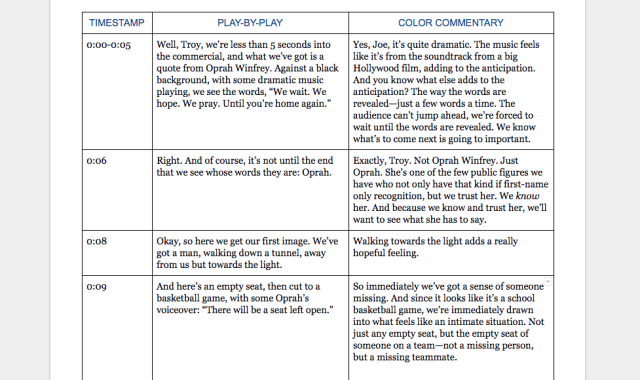 TIMESTAMP PLAY-BY-PLAY COLOR COMMENTARY
0:00-0:05
Well, Troy, we’re less than 5 seconds into
the commercial, and what we’ve got is a
quote from Oprah Winfrey. Against a black
background, with some dramatic music
playing, we see the words, “We wait. We
hope. We pray. Until you’re home again.”
Yes, Joe, it’s quite dramatic. The music feels
like it’s from the soundtrack from a big
Hollywood film, adding to the anticipation.
And you know what else adds to the
anticipation? The way the words are
revealed—just a few words a time. The
audience can’t jump ahead, we’re forced to
wait until the words are revealed. We know
what’s to come next is going to important.
0:06
Right. And of course, it’s not until the end
that we see whose words they are: Oprah.
Exactly, Troy. Not Oprah Winfrey. Just
Oprah. She’s one of the few public figures we
have who not only have that kind if first-name
only recognition, but we trust her. We know
her. And because we know and trust her, we’ll
want to see what she has to say.
0:08
Okay, so here we get our first image. We’ve
got a man, walking down a tunnel, away
from us but towards the light.
Walking towards the light adds a really
hopeful feeling.
0:09
And here’s an empty seat, then cut to a
basketball game, with some Oprah’s
voiceover: “There will be a seat left open.”
So immediately we’ve got a sense of someone
missing. And since it looks like it’s a school
basketball game, we’re immediately drawn
into what feels like an intimate situation. Not
just any empty seat, but the empty seat of
someone on a team—not a missing person,
but a missing teammate.